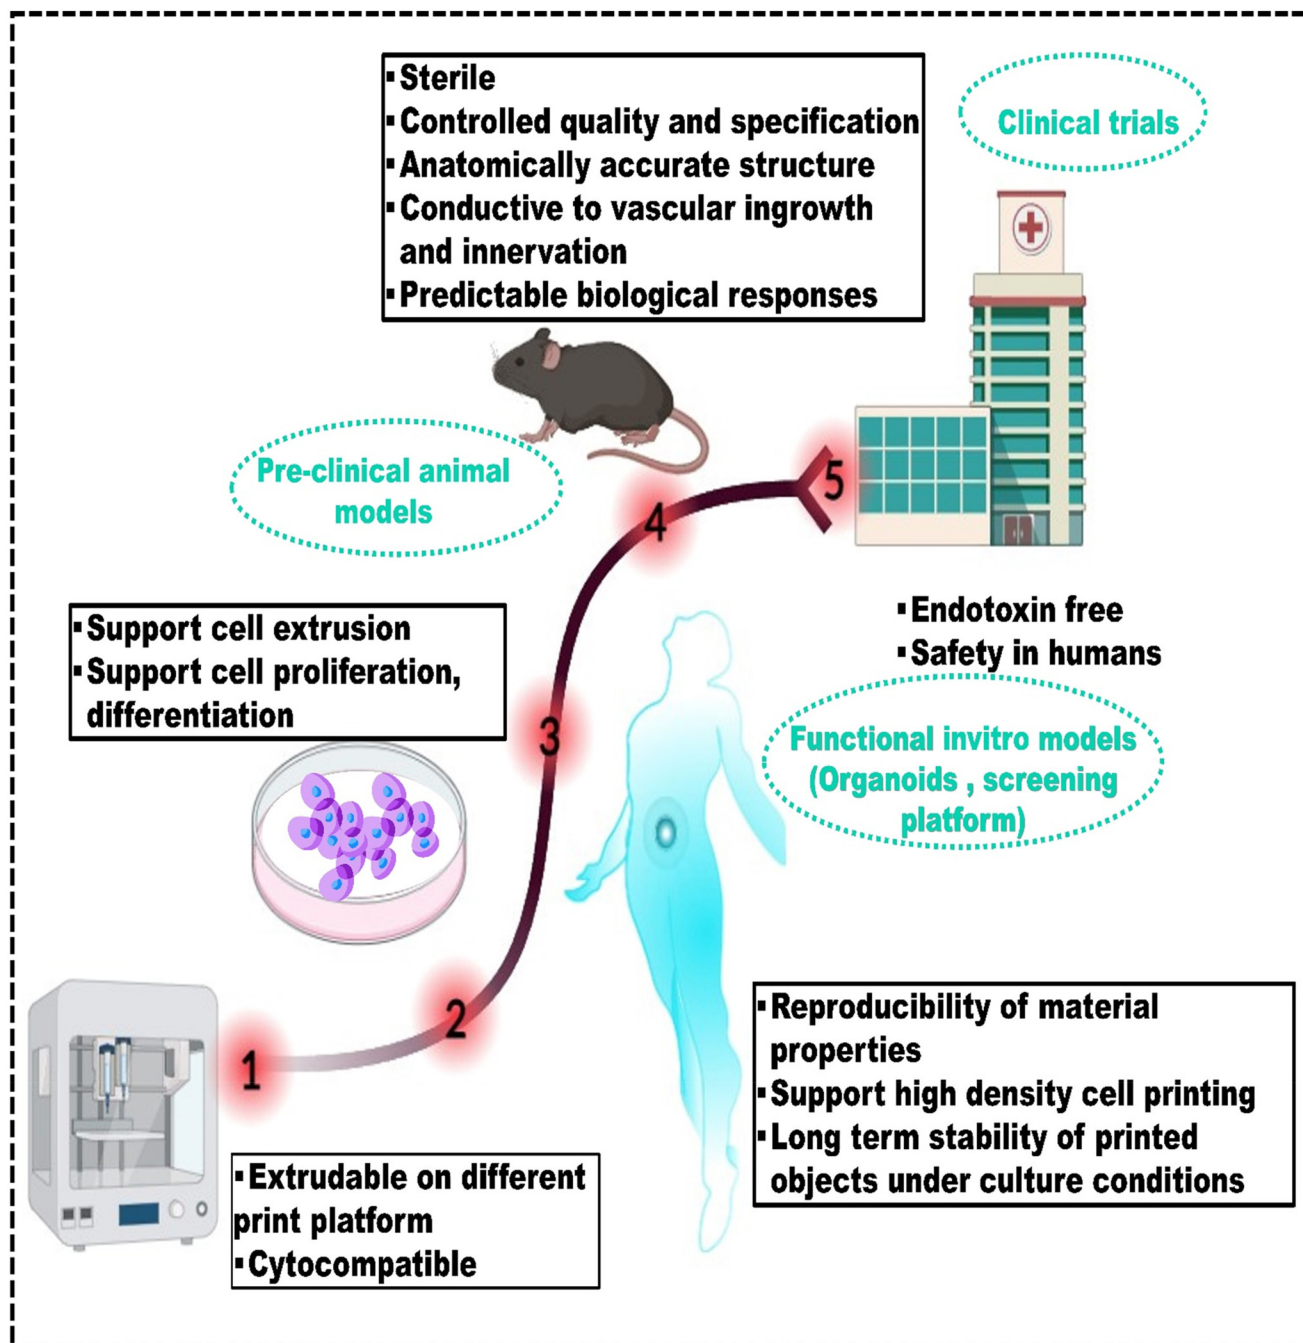 ▪Sterile
▪Controlled quality and specification
▪Anatomically accurate structure
▪Conductive to vascular ingrowth
and innervation
▪Predictable biological responses
Clinical trials
Pre-clinical animal
models
5
4
▪Support cell extrusion
▪Support cell proliferation,
differentiation
▪Endotoxin free
▪Safety in humans
3
Functional invitro models
(Organoids , screening
platform)
2
1
▪Reproducibility of material
properties
▪Support high density cell printing
▪Long term stability of printed
objects under culture conditions
▪Extrudable on different
print platform
▪Cytocompatible